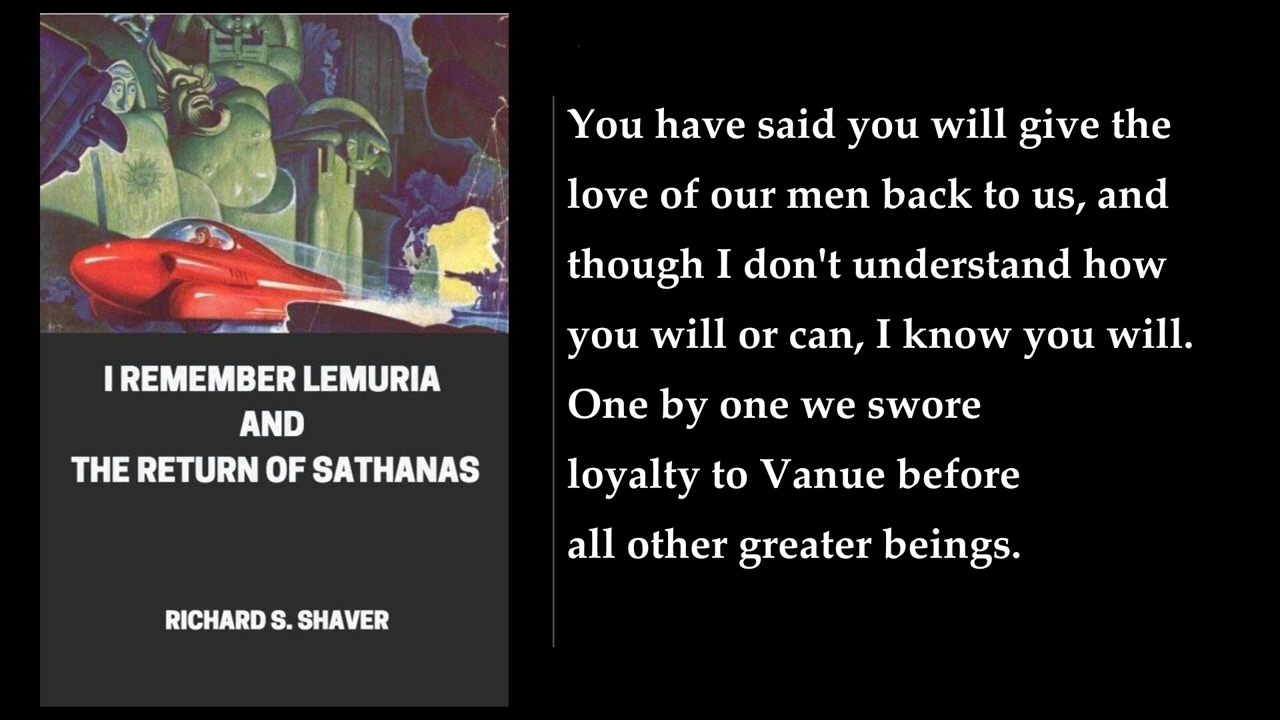 I REMEMBER LEMURIA
AND
THE RETURN OF SATHANAS
RICHARD S. SHAVER
You have said you will give the
love of our men back to us, and
though I don't understand how
you will or can, I know you will.
One by one we swore
loyalty to Vanue before
all other greater beings.